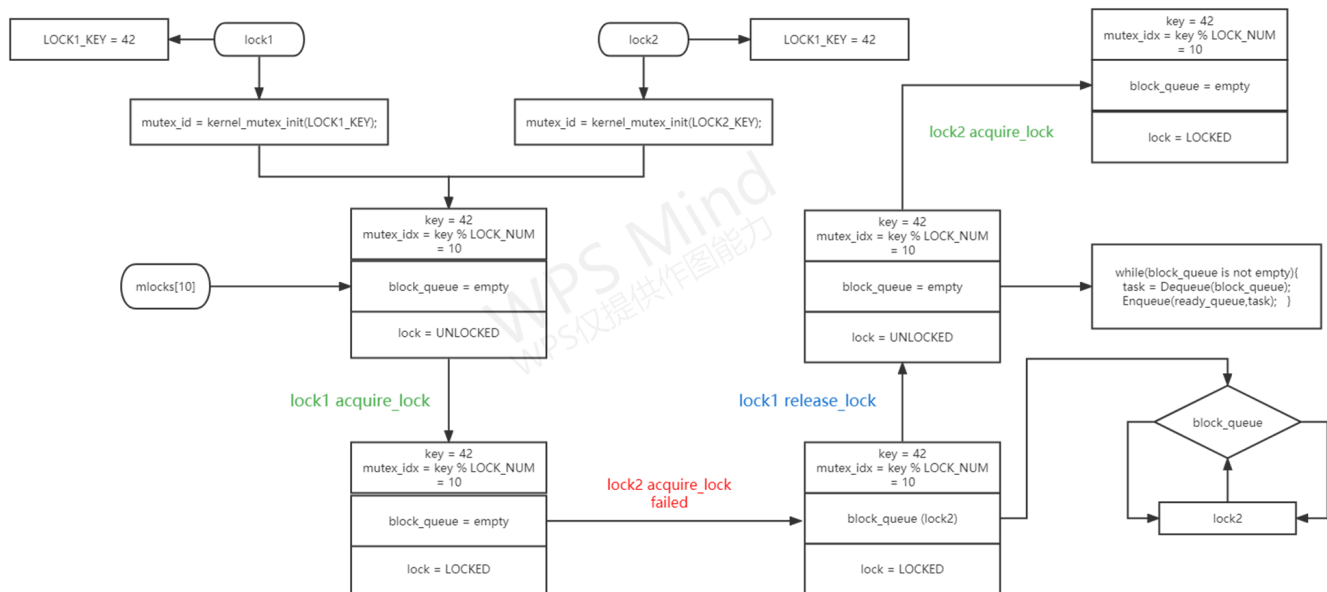 LOCK1_KEY = 42
lock1
lock2
LOCK1_KEY = 42
mutex_id = kernel_mutex_init(LOCK1_KEY);
mutex_id = kernel_mutex_init(LOCK2_KEY);
key = 42
mutex_idx = key % LOCK_NUM
= 10
block_queue = empty
lock = UNLOCKED
mlocks[10]
lock1 acquire_lock
key = 42
mutex_idx = key % LOCK_NUM
= 10
block_queue = empty
lock = LOCKED
lock2 acquire_lock
failed
key = 42
mutex_idx = key % LOCK_NUM
= 10
block_queue (lock2)
lock = LOCKED
block_queue
lock2
lock1 release_lock
key = 42
mutex_idx = key % LOCK_NUM
= 10
block_queue = empty
lock = UNLOCKED
while(block_queue is not empty){
task = Dequeue(block_queue);
Enqueue(ready_queue,task); }
lock2 acquire_lock
key = 42
mutex_idx = key % LOCK_NUM
= 10
block_queue = empty
lock = LOCKED
WPS Mind
WPS仅提供作图能力